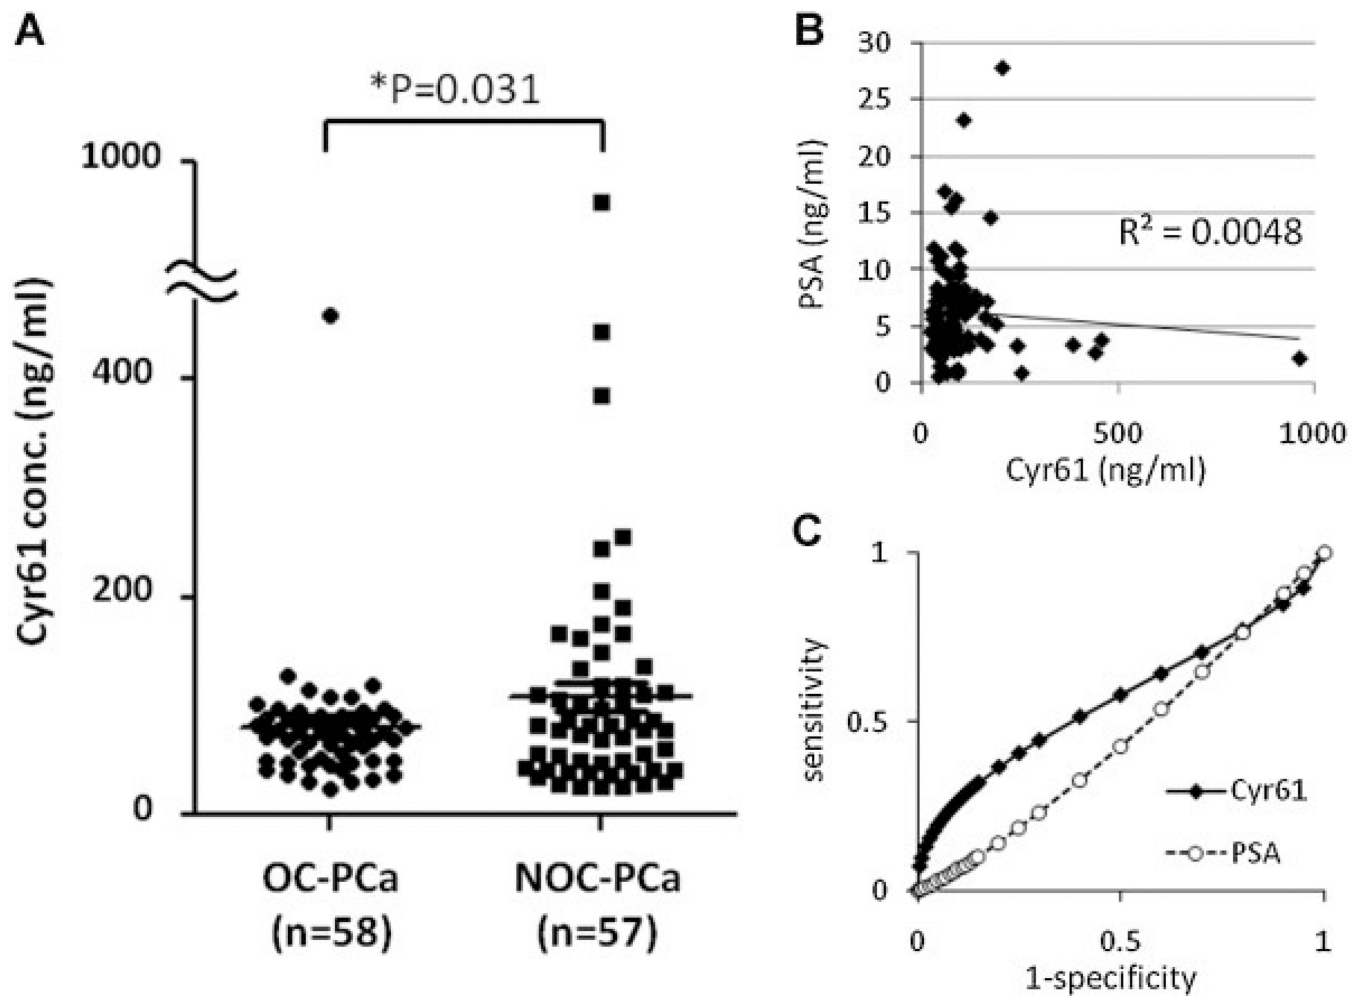 A
*P=0.031
1000
400
200
0
Cyr61 conc. (ng/ml)
OC-PCa
(n=58)
NOC-PCa
(n=57)
B
30
25
20
15
10
5
0
PSA (ng/ml)
R² = 0.0048
0
500
1000
Cyr61 (ng/ml)
C
1
0.5
0
sensitivity
Cyr61
PSA
0
0.5
1
1-specificity